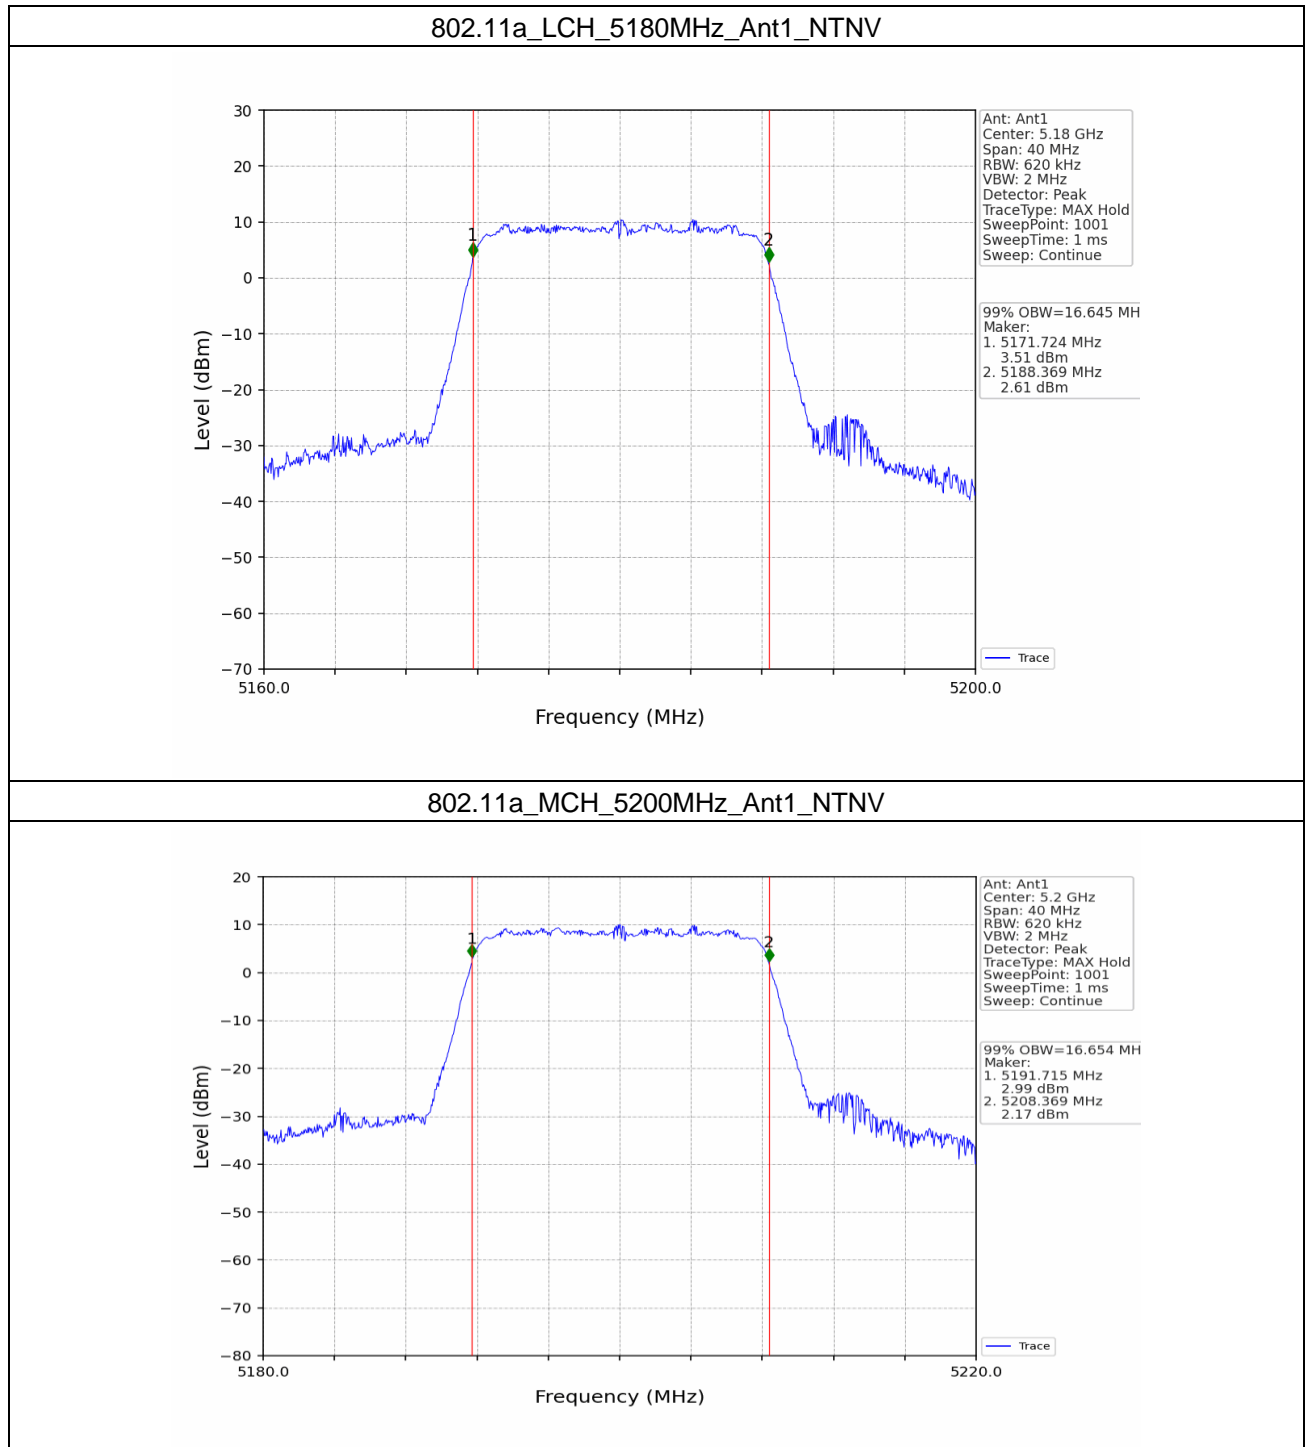 802.11a_LCH_5180MHz_Ant1_NTNV
30
20
10
0
−10
−20
−30
−40
−50
−60
−70
Level (dBm)
1
2
5160.0
5200.0
Frequency (MHz)
Ant: Ant1
Center: 5.18 GHz
Span: 40 MHz
RBW: 620 kHz
VBW: 2 MHz
Detector: Peak
TraceType: MAX Hold
SweepPoint: 1001
SweepTime: 1 ms
Sweep: Continue
99% OBW=16.645 MH
Maker:
1. 5171.724 MHz
3.51 dBm
2. 5188.369 MHz
2.61 dBm
Trace
802.11a_MCH_5200MHz_Ant1_NTNV
20
10
0
−10
−20
−30
−40
−50
−60
−70
−80
Level (dBm)
1
2
5180.0
5220.0
Frequency (MHz)
Ant: Ant1
Center: 5.2 GHz
Span: 40 MHz
RBW: 620 kHz
VBW: 2 MHz
Detector: Peak
TraceType: MAX Hold
SweepPoint: 1001
SweepTime: 1 ms
Sweep: Continue
99% OBW=16.654 MH
Maker:
1. 5191.715 MHz
2.99 dBm
2. 5208.369 MHz
2.17 dBm
Trace